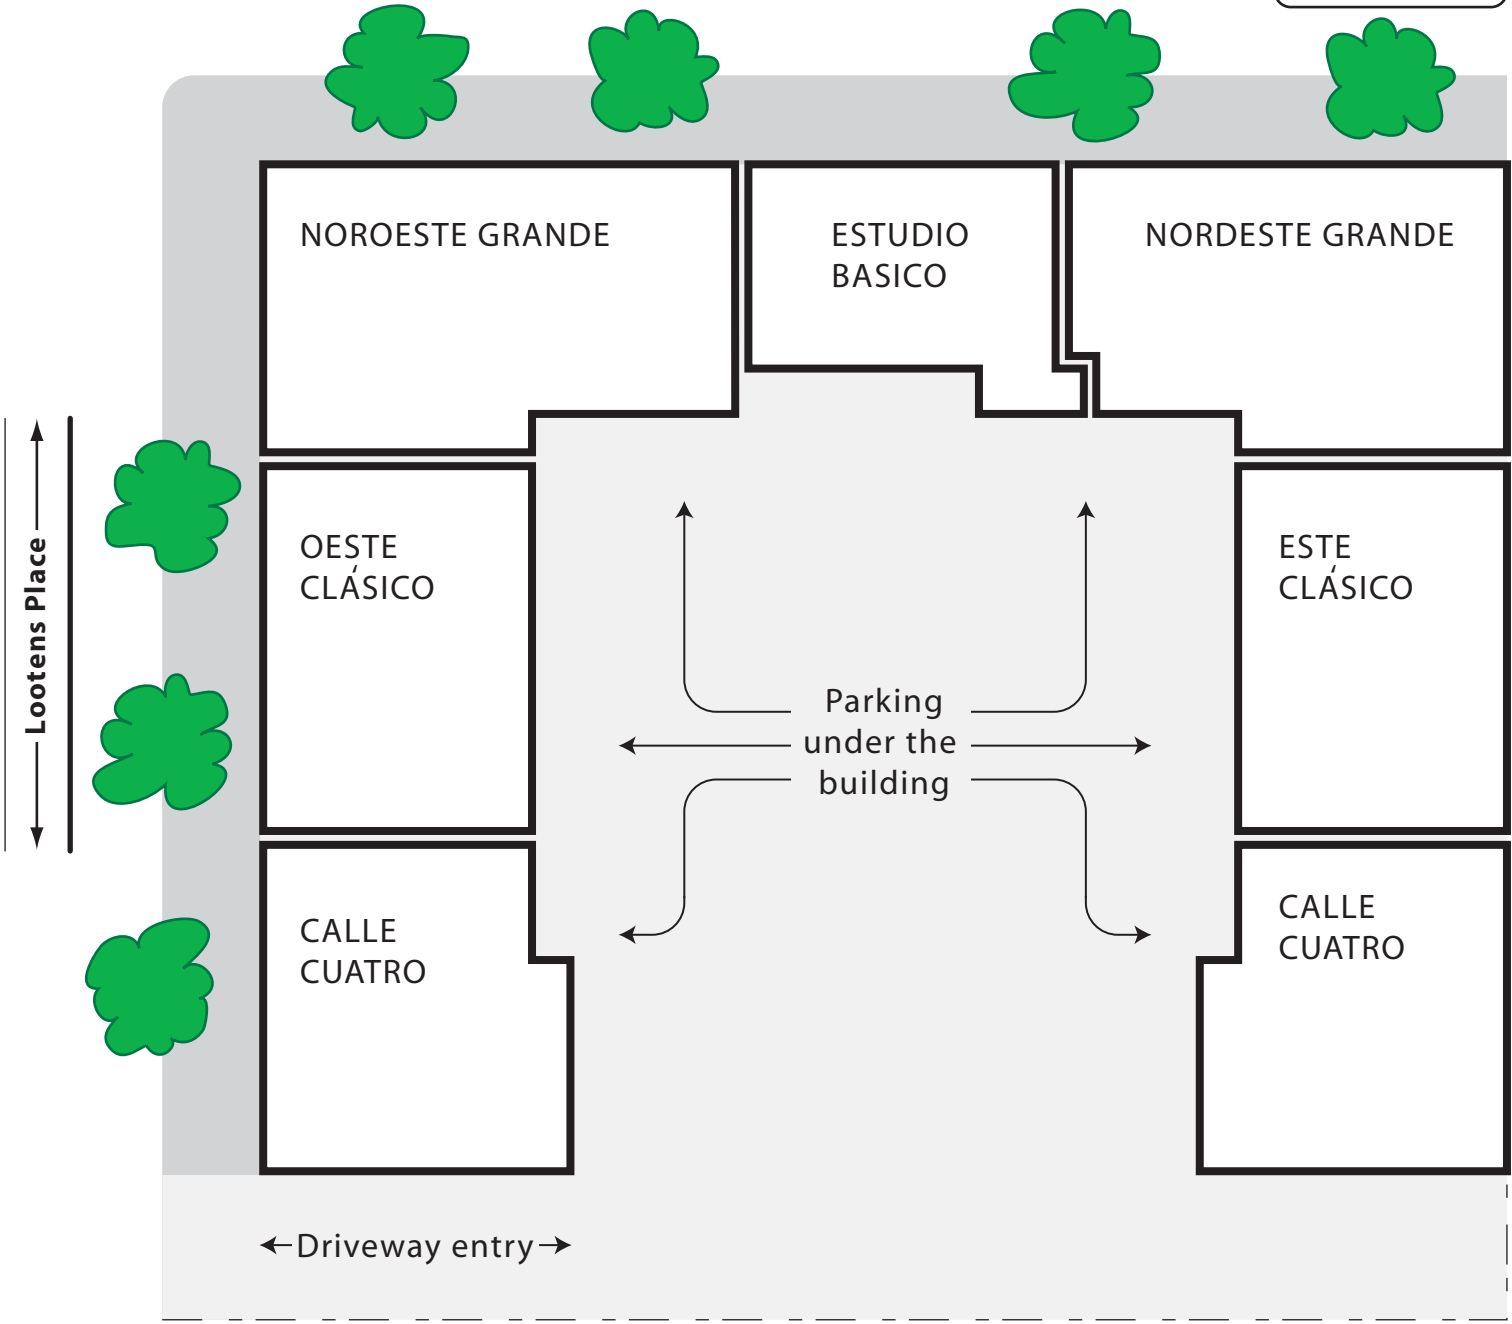 NOROESTE GRANDE
ESTUDIO
BASICO
NORDESTE GRANDE
OESTE
CLÁSICO
ESTE
CLÁSICO
Lootens Place
Parking
under the
building
CALLE
CUATRO
CALLE
CUATRO
Driveway entry